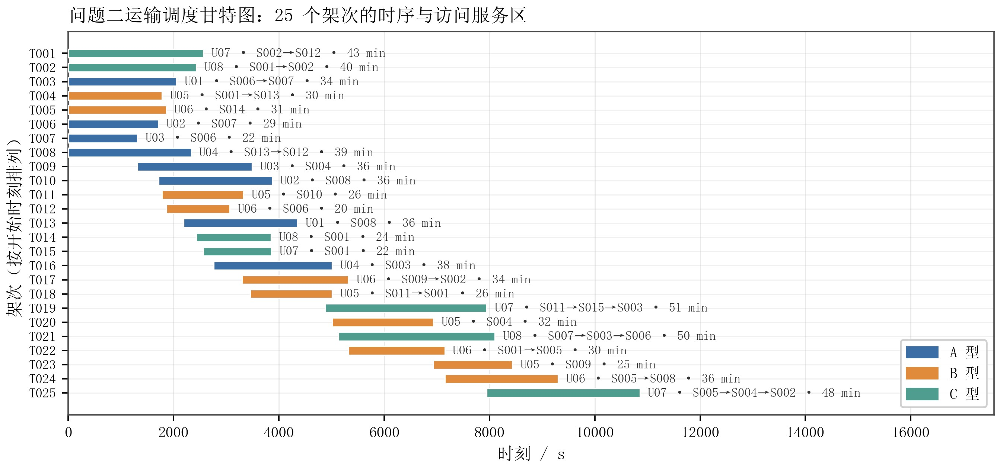 问题二运输调度甘特图：25 个架次的时序与访问服务区
架次（按开始时刻排列）
T001 U07 • S002→S012 • 43 min
T002 U08 • S001→S002 • 40 min
T003 U01 • S006→S007 • 34 min
T004 U05 • S001→S013 • 30 min
T005 U06 • S014 • 31 min
T006 U02 • S007 • 29 min
T007 U03 • S006 • 22 min
T008 U04 • S013→S012 • 39 min
T009 U03 • S004 • 36 min
T010 U02 • S008 • 36 min
T011 U05 • S010 • 26 min
T012 U06 • S006 • 20 min
T013 U01 • S008 • 36 min
T014 U08 • S001 • 24 min
T015 U07 • S001 • 22 min
T016 U04 • S003 • 38 min
T017 U06 • S009→S002 • 34 min
T018 U05 • S011→S001 • 26 min
T019 U07 • S011→S015→S003 • 51 min
T020 U05 • S004 • 32 min
T021 U08 • S007→S003→S006 • 50 min
T022 U06 • S001→S005 • 30 min
T023 U05 • S009 • 25 min
T024 U06 • S005→S008 • 36 min
T025 U07 • S005→S004→S002 • 48 min
A 型
B 型
C 型
0 2000 4000 6000 8000 10000 12000 14000 16000
时刻 / s